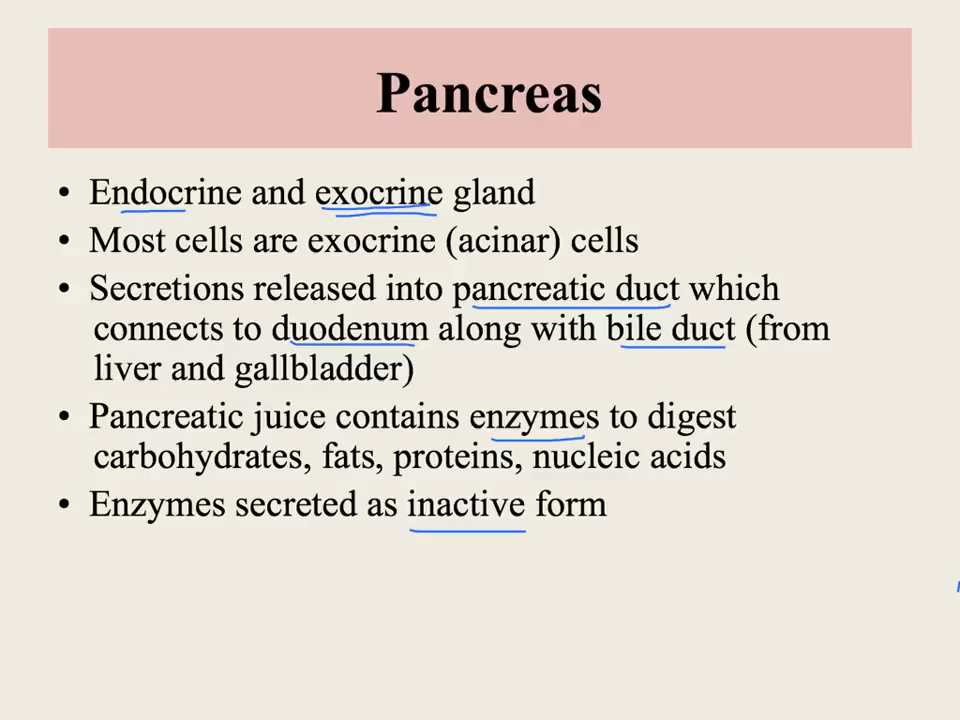 Pancreas
• Endocrine and exocrine gland
• Most cells are exocrine (acinar) cells
• Secretions released into pancreatic duct which
connects to duodenum along with bile duct (from
liver and gallbladder)
• Pancreatic juice contains enzymes to digest
carbohydrates, fats, proteins, nucleic acids
• Enzymes secreted as inactive form